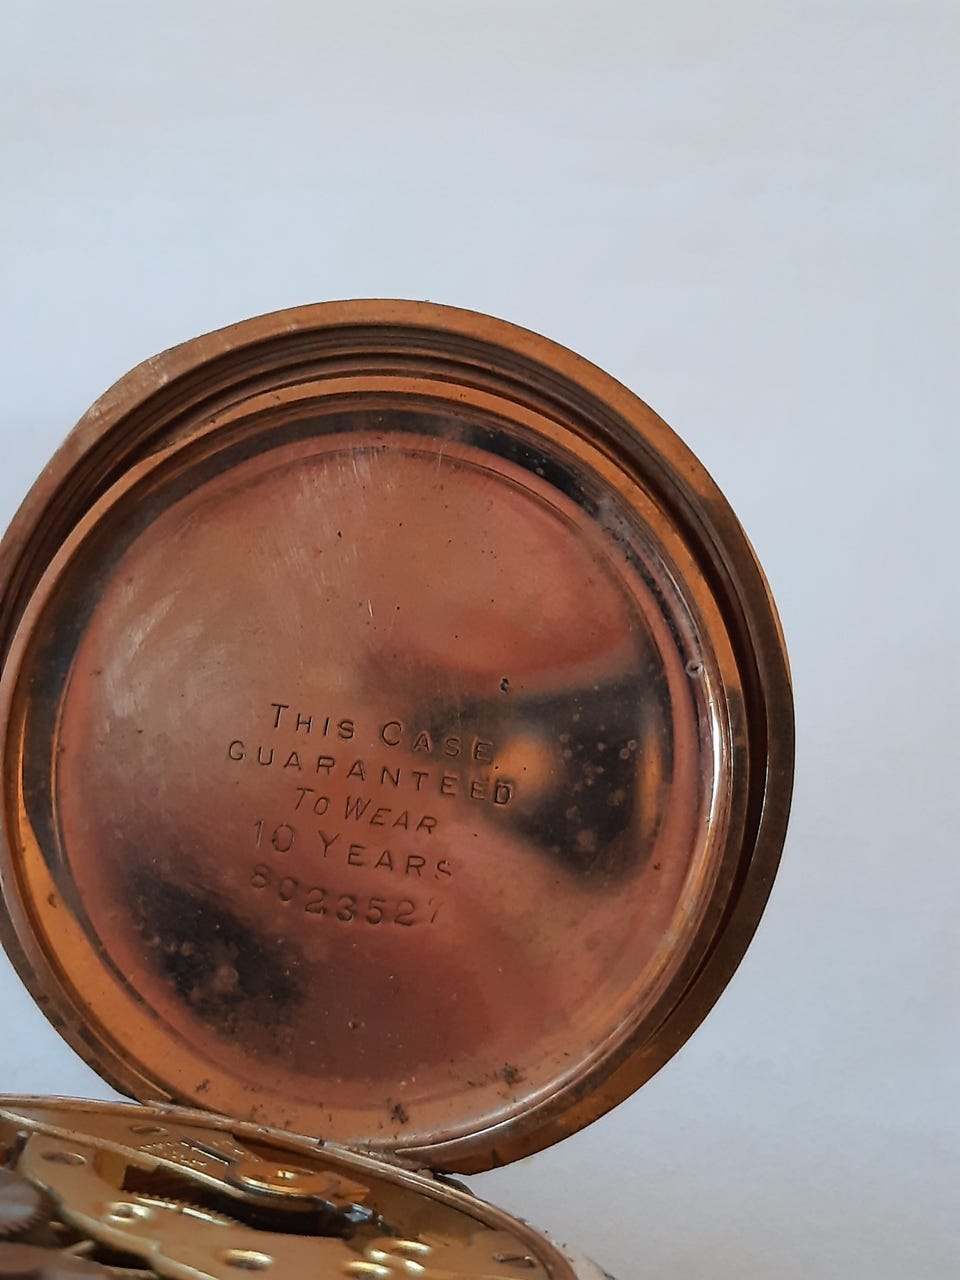 THIS CASE
GUARANTEED
TO WEAR
10 YEARS
8023527